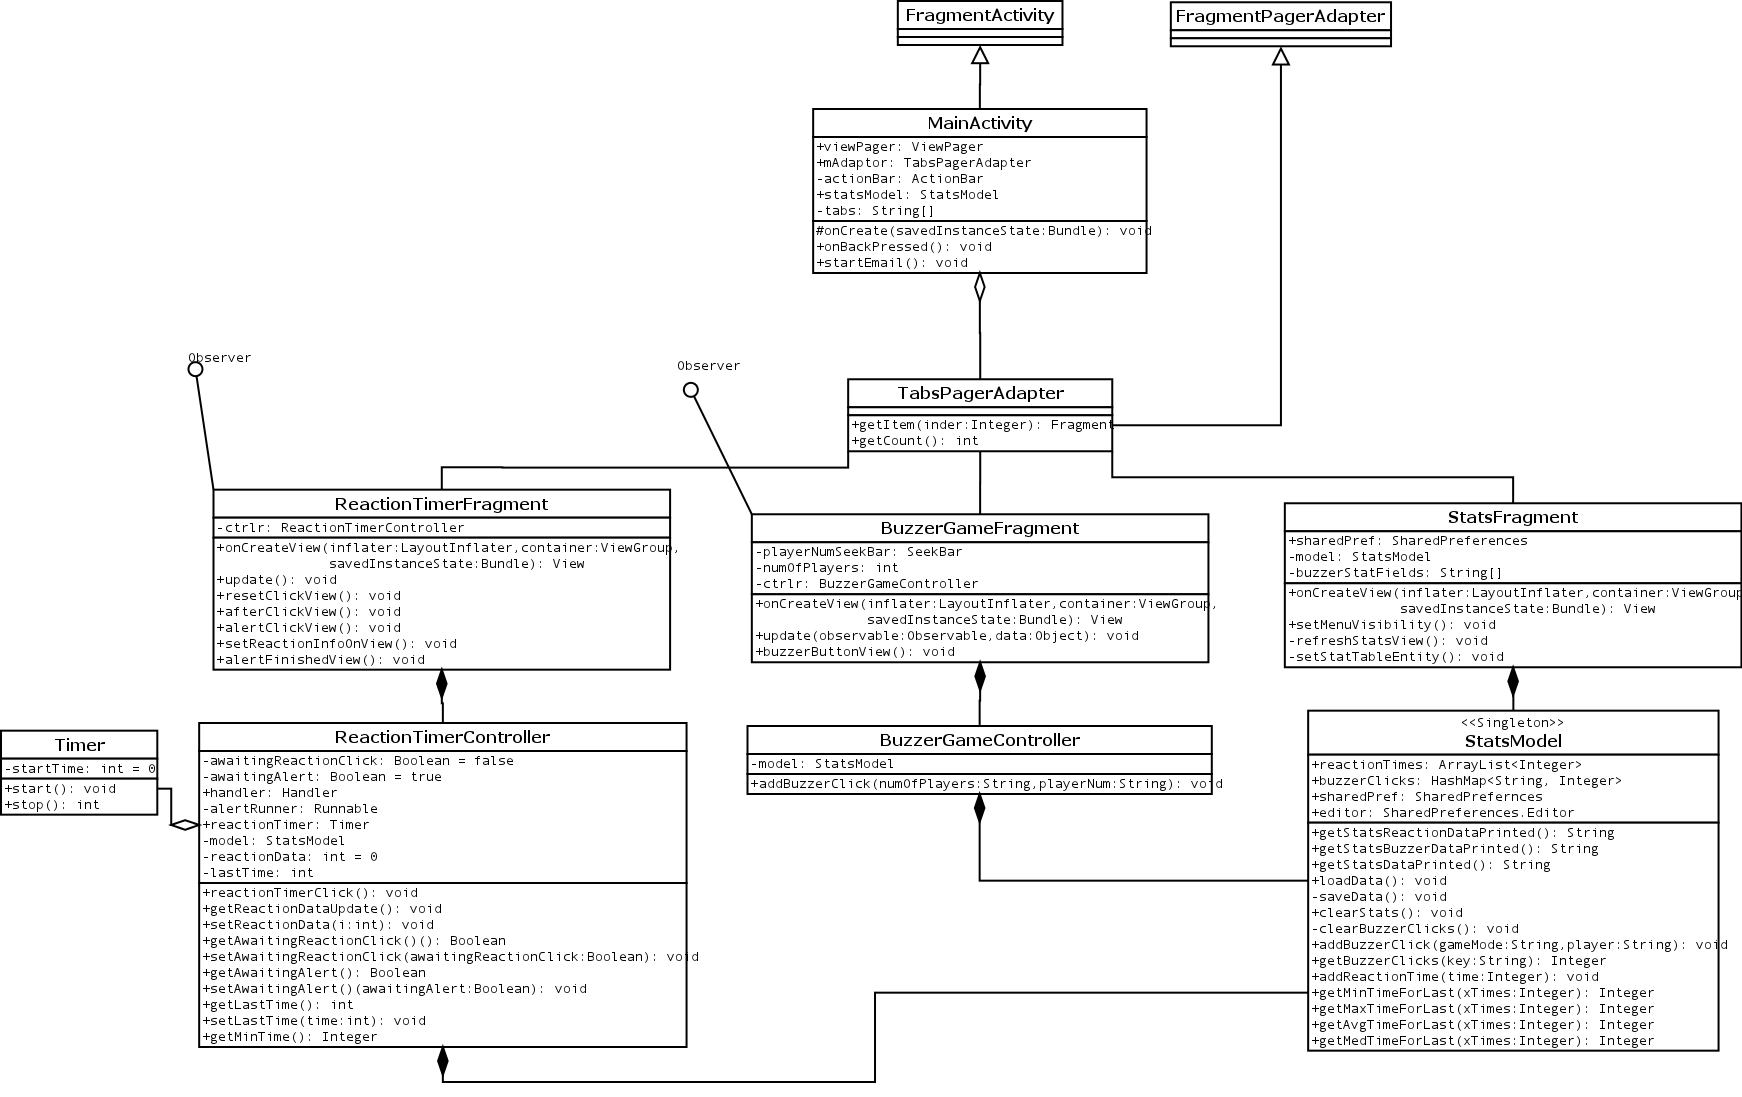 FragmentActivity
FragmentPagerAdapter
MainActivity
+viewPager: ViewPager
+mAdaptor: TabsPagerAdapter
-actionBar: ActionBar
+statsModel: StatsModel
-tabs: String[]
#onCreate(savedInstanceState:Bundle): void
+onBackPressed(): void
+startEmail(): void
Observer
Observer
TabsPagerAdapter
+getItem(inder:Integer): Fragment
+getCount(): int
ReactionTimerFragment
-ctrlr: ReactionTimerController
+onCreateView(inflater:LayoutInflater,container:ViewGroup,
savedInstanceState:Bundle): View
+update(): void
+resetClickView(): void
+afterClickView(): void
+alertClickView(): void
+setReactionInfoOnView(): void
+alertFinishedView(): void
BuzzerGameFragment
-playerNumSeekBar: SeekBar
-numOfPlayers: int
-ctrlr: BuzzerGameController
+onCreateView(inflater:LayoutInflater,container:ViewGroup,
savedInstanceState:Bundle): View
+update(observable:Observable,data:Object): void
+buzzerButtonView(): void
StatsFragment
+sharedPref: SharedPreferences
-model: StatsModel
-buzzerStatFields: String[]
+onCreateView(inflater:LayoutInflater,container:ViewGroup
savedInstanceState:Bundle): View
+setMenuVisibility(): void
-refreshStatsView(): void
-setStatTableEntity(): void
Timer
-startTime: int = 0
+start(): void
+stop(): int
ReactionTimerController
-awaitingReactionClick: Boolean = false
-awaitingAlert: Boolean = true
+handler: Handler
-alertRunner: Runnable
+reactionTimer: Timer
-model: StatsModel
-reactionData: int = 0
-lastTime: int
+reactionTimerClick(): void
+getReactionDataUpdate(): void
+setReactionData(i:int): void
+getAwaitingReactionClick()(): Boolean
+setAwaitingReactionClick(awaitingReactionClick:Boolean): void
+getAwaitingAlert(): Boolean
+setAwaitingAlert()(awaitingAlert:Boolean): void
+getLastTime(): int
+setLastTime(time:int): void
+getMinTime(): Integer
BuzzerGameController
-model: StatsModel
+addBuzzerClick(numOfPlayers:String,playerNum:String): void
<<Singleton>>
StatsModel
+reactionTimes: ArrayList<Integer>
+buzzerClicks: HashMap<String, Integer>
+sharedPref: SharedPrefernces
+editor: SharedPreferences.Editor
+getStatsReactionDataPrinted(): String
+getStatsBuzzerDataPrinted(): String
+getStatsDataPrinted(): String
+loadData(): void
-saveData(): void
+clearStats(): void
-clearBuzzerClicks(): void
+addBuzzerClick(gameMode:String,player:String): void
+getBuzzerClicks(key:String): Integer
+addReactionTime(time:Integer): void
+getMinTimeForLast(xTimes:Integer): Integer
+getMaxTimeForLast(xTimes:Integer): Integer
+getAvgTimeForLast(xTimes:Integer): Integer
+getMedTimeForLast(xTimes:Integer): Integer